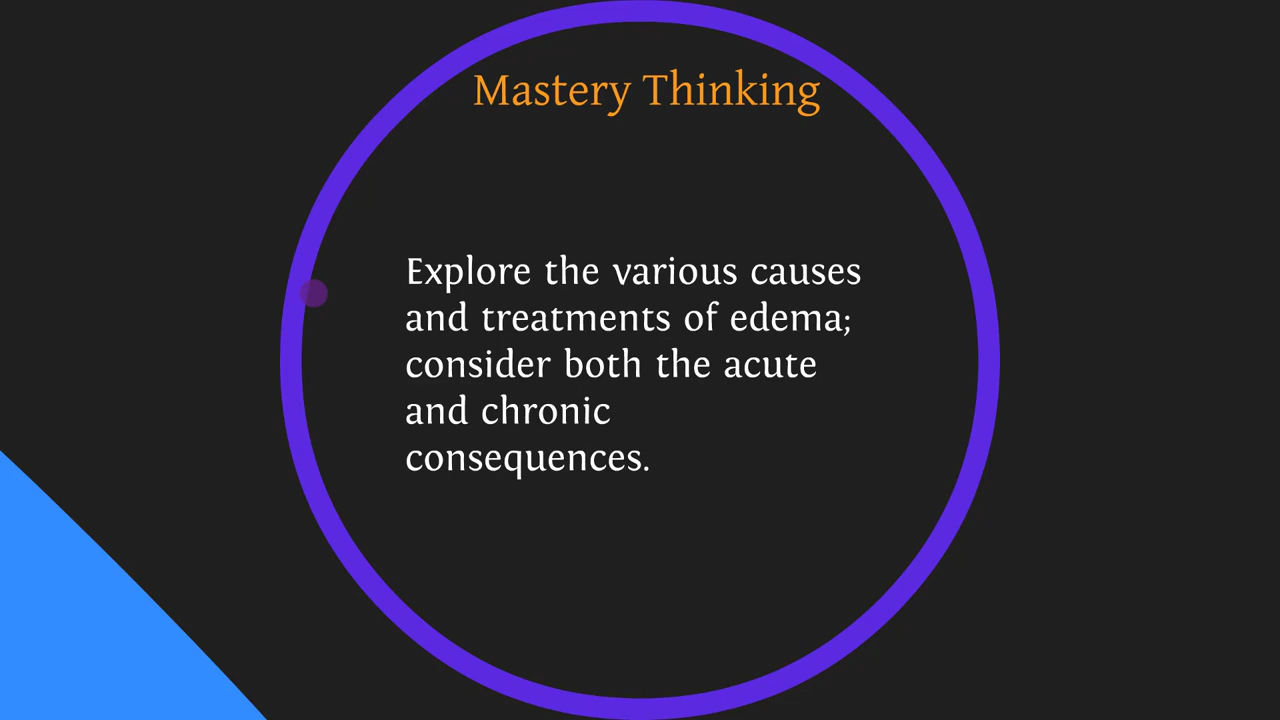 Mastery Thinking
Explore the various causes
and treatments of edema;
consider both the acute
and chronic
consequences.